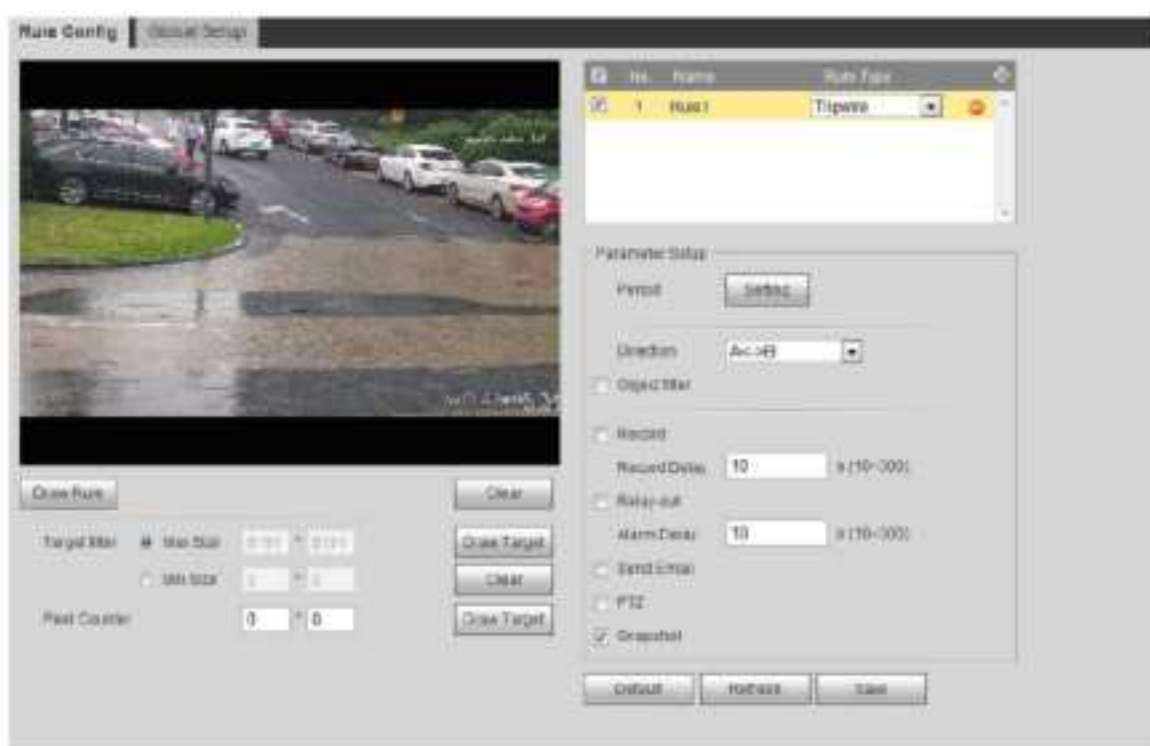 Rule Config Global Setup
No. Name Rule Type
1 Rule1 Tripwire
Parameter Setup
Period Setting
Direction A<->B
Object filter
Record
Record Delay 10 s (10~300)
Relay-out
Alarm Delay 10 s (10~300)
Send Email
PTZ
Snapshot
Default Refresh Save
Draw Rule Clear
Target filter Max Size * Draw Target
Min Size * Clear
Pixel Counter 0 * 0 Draw Target